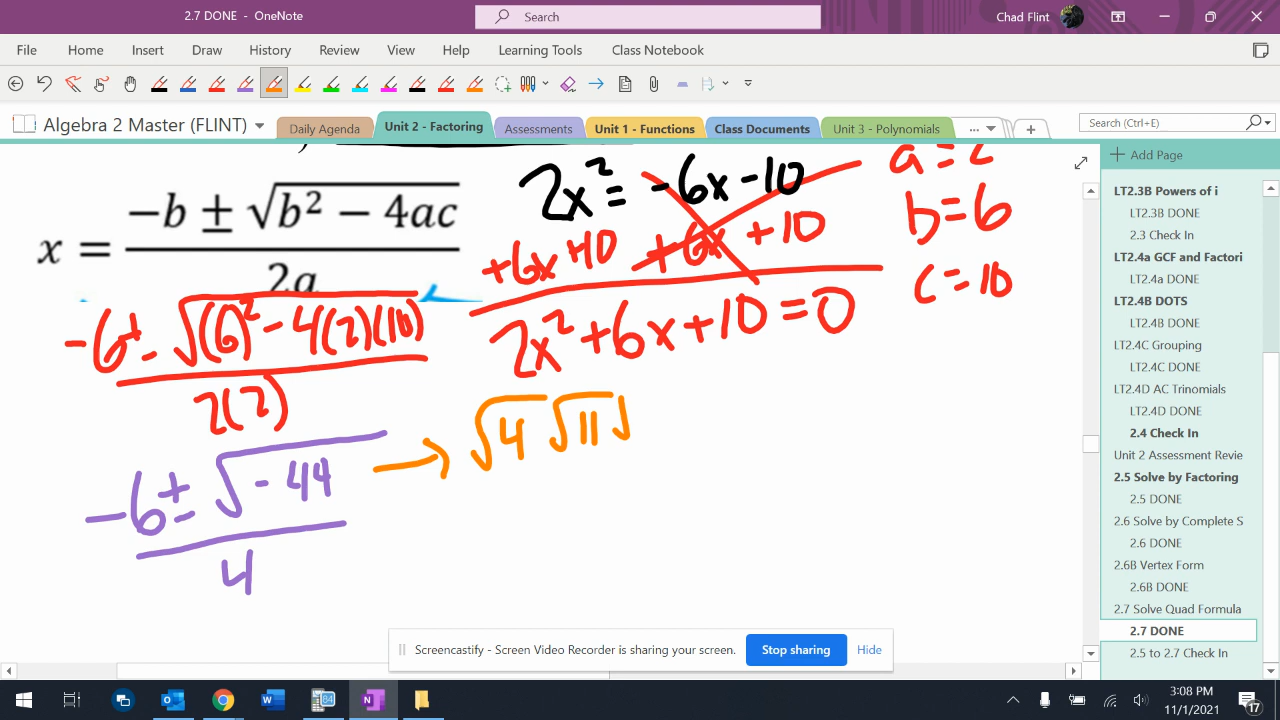 2.7 DONE - OneNote
Search
Chad Flint
File Home Insert Draw History Review View Help Learning Tools Class Notebook
Algebra 2 Master (FLINT)
Daily Agenda
Unit 2 - Factoring
Assessments
Unit 1 - Functions
Class Documents
Unit 3 - Polynomials
...
Search (Ctrl+E)
Add Page
LT2.3B Powers of i
LT2.3B DONE
2.3 Check In
LT2.4a GCF and Factori
LT2.4a DONE
LT2.4B DOTS
LT2.4B DONE
LT2.4C Grouping
LT2.4C DONE
LT2.4D AC Trinomials
LT2.4D DONE
2.4 Check In
Unit 2 Assessment Revie
2.5 Solve by Factoring
2.5 DONE
2.6 Solve by Complete S
2.6 DONE
2.6B Vertex Form
2.6B DONE
2.7 Solve Quad Formula
2.7 DONE
2.5 to 2.7 Check In
x = (-b ± √(b² - 4ac)) / 2a
2x² = -6x - 10
+6x +10 +6x +10
2x² + 6x + 10 = 0
a = 2
b = 6
c = 10
-6 ± √((6)² - 4(2)(10))
2(2)
-6 ± √-44
4
→ √4 √11 √
Screencastify - Screen Video Recorder is sharing your screen.
Stop sharing
Hide
84
3:08 PM
11/1/2021
17